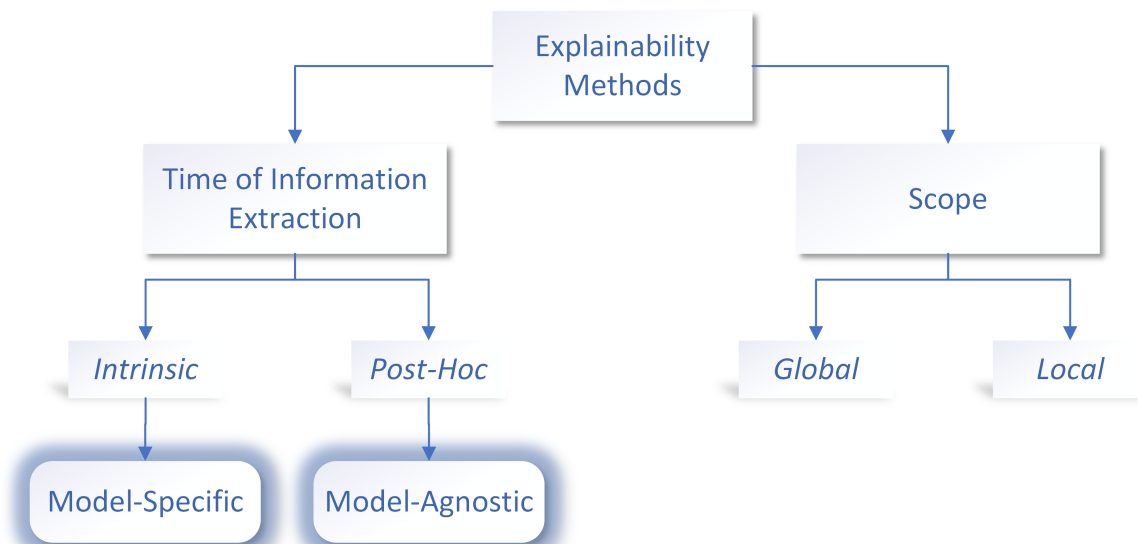 Explainability
Methods
Time of Information
Extraction
Scope
Intrinsic
Post-Hoc
Global
Local
Model-Specific
Model-Agnostic